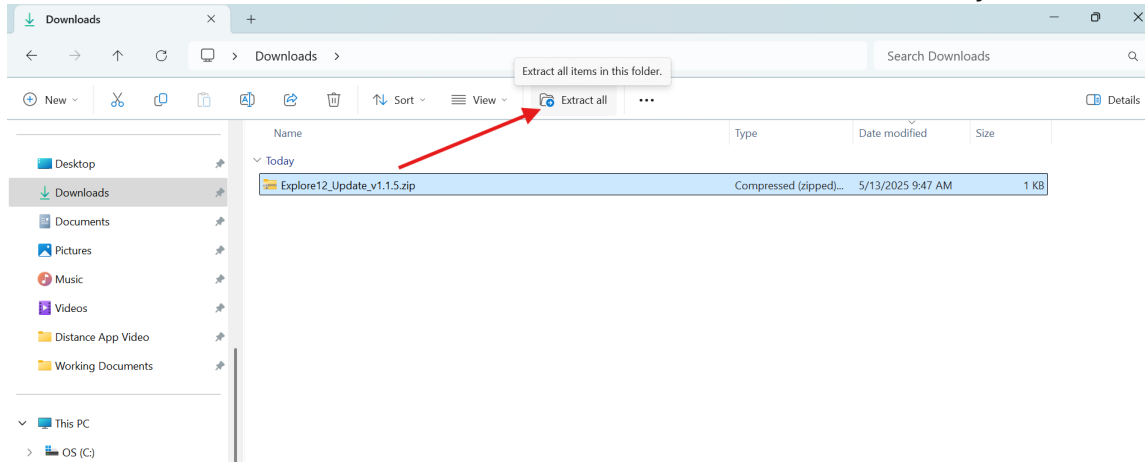 Downloads
Downloads
Search Downloads
Extract all items in this folder.
New
Sort
View
Extract all
Details
Name
Type
Date modified
Size
Desktop
Today
Downloads
Explore12_Update_v1.1.5.zip
Compressed (zipped)...
5/13/2025 9:47 AM
1 KB
Documents
Pictures
Music
Videos
Distance App Video
Working Documents
This PC
OS (C:)